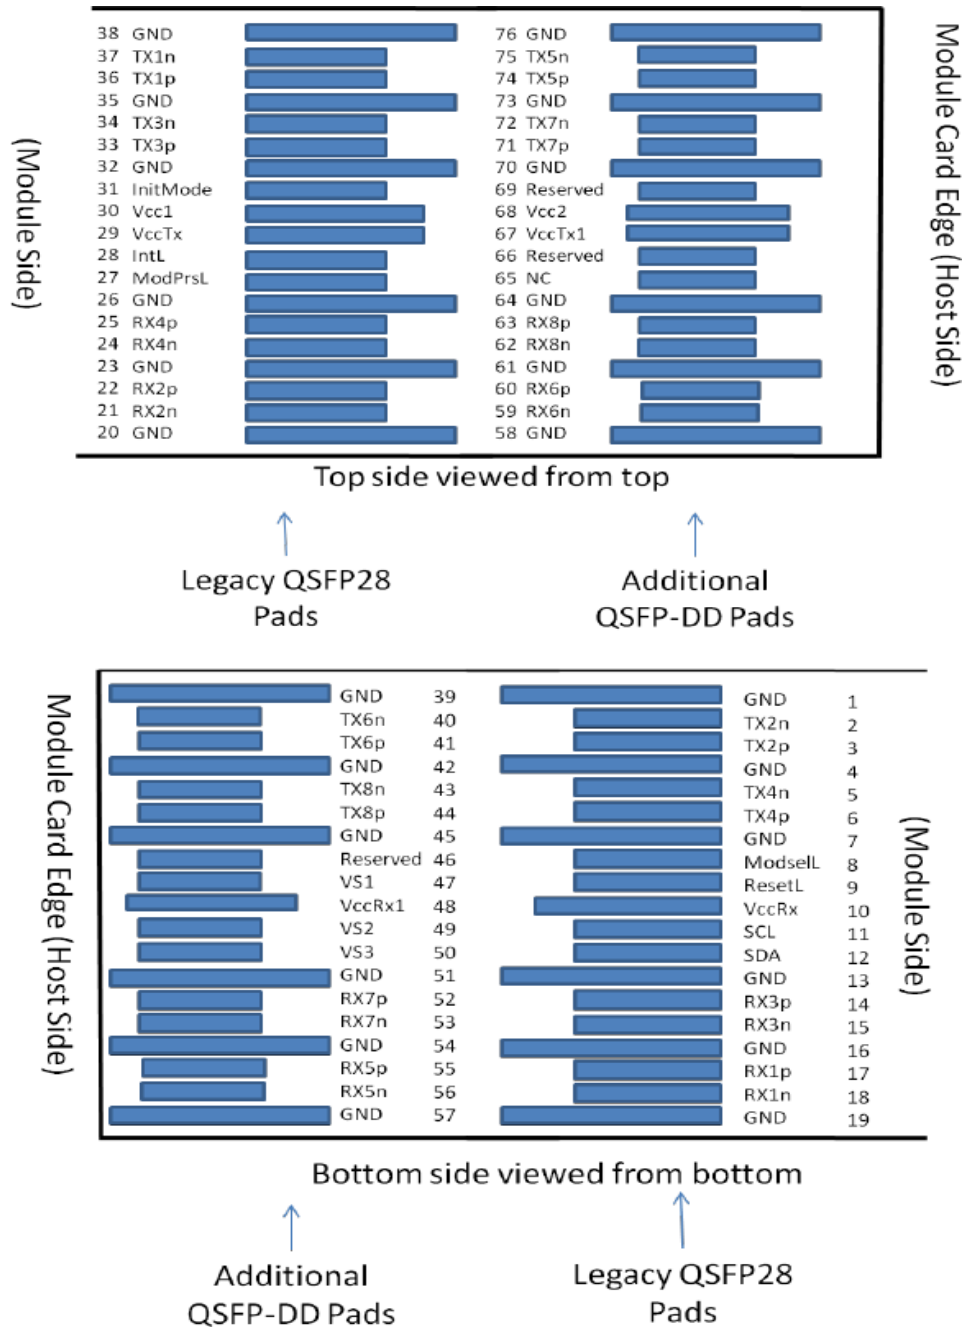 (Module Side)
38 GND 76 GND
37 TX1n 75 TX5n
36 TX1p 74 TX5p
35 GND 73 GND
34 TX3n 72 TX7n
33 TX3p 71 TX7p
32 GND 70 GND
31 InitMode 69 Reserved
30 Vcc1 68 Vcc2
29 VccTx 67 VccTx1
28 IntL 66 Reserved
27 ModPrsL 65 NC
26 GND 64 GND
25 RX4p 63 RX8p
24 RX4n 62 RX8n
23 GND 61 GND
22 RX2p 60 RX6p
21 RX2n 59 RX6n
20 GND 58 GND
Module Card Edge (Host Side)
Top side viewed from top
Legacy QSFP28
Pads
Additional
QSFP-DD Pads
Module Card Edge (Host Side)
GND 39 GND 1
TX6n 40 TX2n 2
TX6p 41 TX2p 3
GND 42 GND 4
TX8n 43 TX4n 5
TX8p 44 TX4p 6
GND 45 GND 7
Reserved 46 ModselL 8
VS1 47 ResetL 9
VccRx1 48 VccRx 10
VS2 49 SCL 11
VS3 50 SDA 12
GND 51 GND 13
RX7p 52 RX3p 14
RX7n 53 RX3n 15
GND 54 GND 16
RX5p 55 RX1p 17
RX5n 56 RX1n 18
GND 57 GND 19
(Module Side)
Bottom side viewed from bottom
Additional
QSFP-DD Pads
Legacy QSFP28
Pads